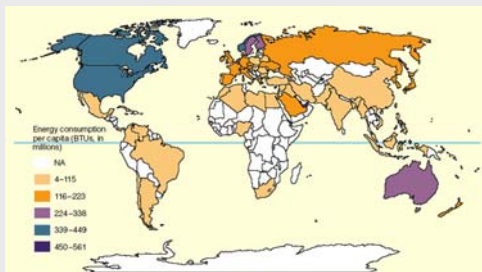 Energy consumption
per capita (BTUs, in
millions)
NA
4–115
116–223
224–338
339–449
450–561